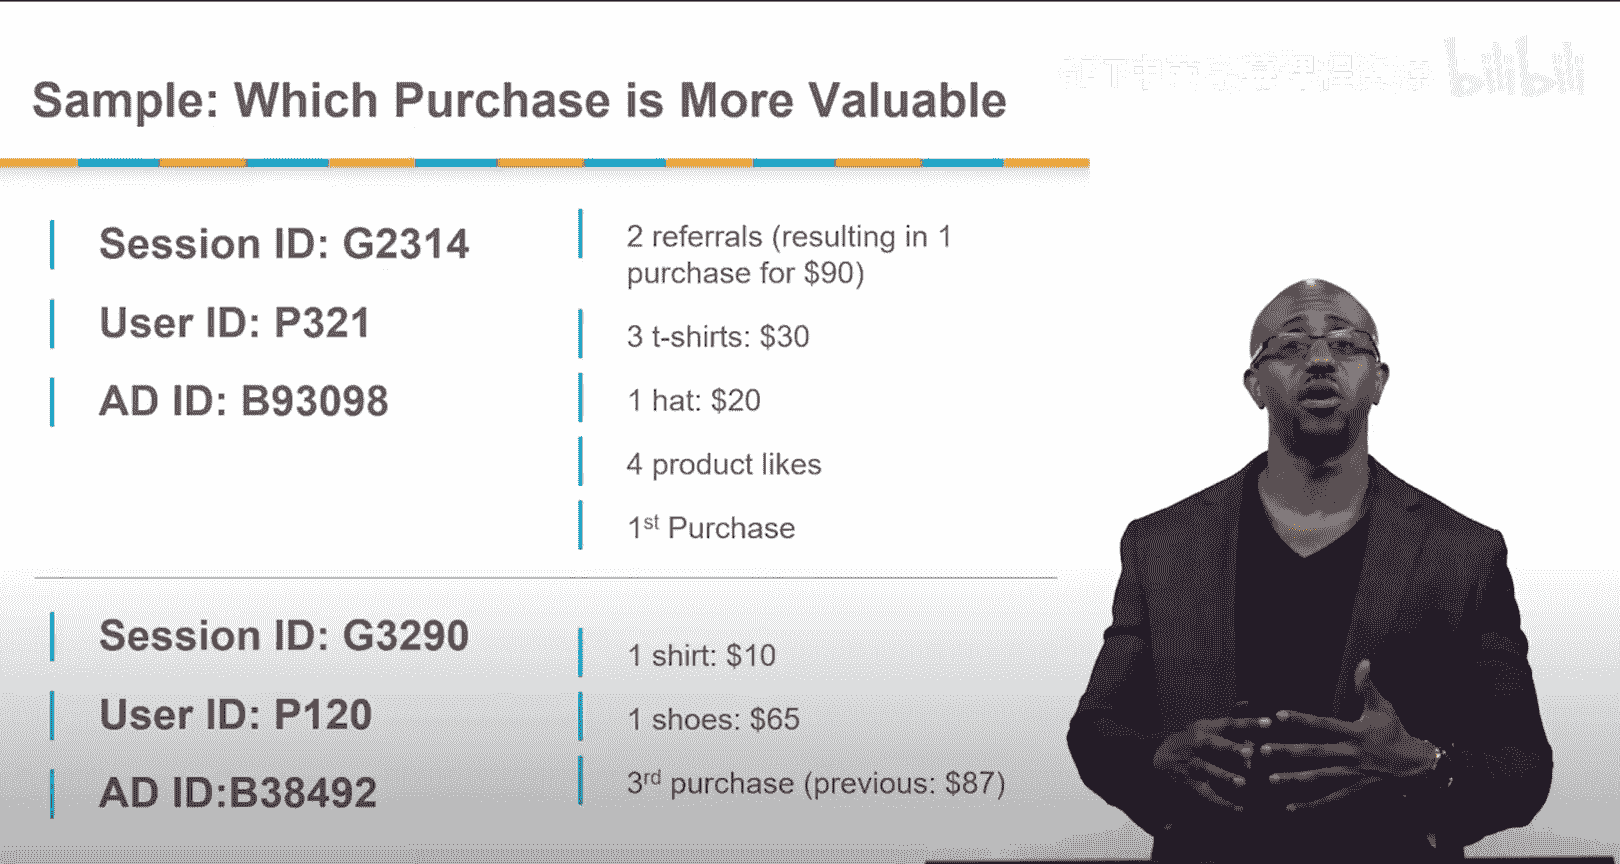 Sample: Which Purchase is More Valuable
bilibili
Session ID: G2314
User ID: P321
AD ID: B93098
2 referrals (resulting in 1
purchase for $90)
3 t-shirts: $30
1 hat: $20
4 product likes
1st Purchase
Session ID: G3290
User ID: P120
AD ID:B38492
1 shirt: $10
1 shoes: $65
3rd purchase (previous: $87)